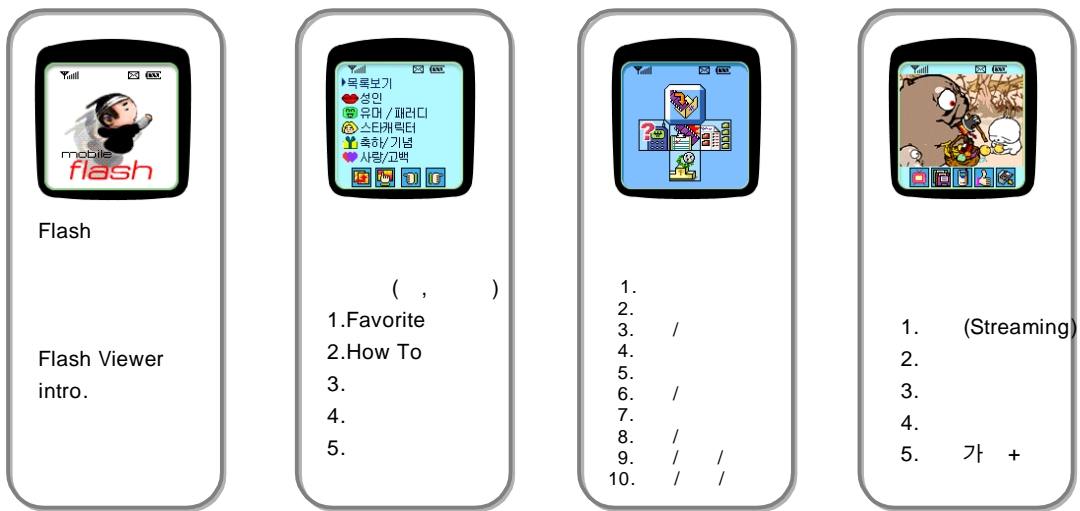 mobile
flash
Flash
Flash Viewer
intro.
목록보기
성인
유머 / 패러디
스타캐릭터
축하/기념
사랑/고백
( , )
1.Favorite
2.How To
3.
4.
5.
1.
2.
3. /
4.
5.
6. /
7.
8. /
9. / /
10. / /
1. (Streaming)
2.
3.
4.
5. 가 +